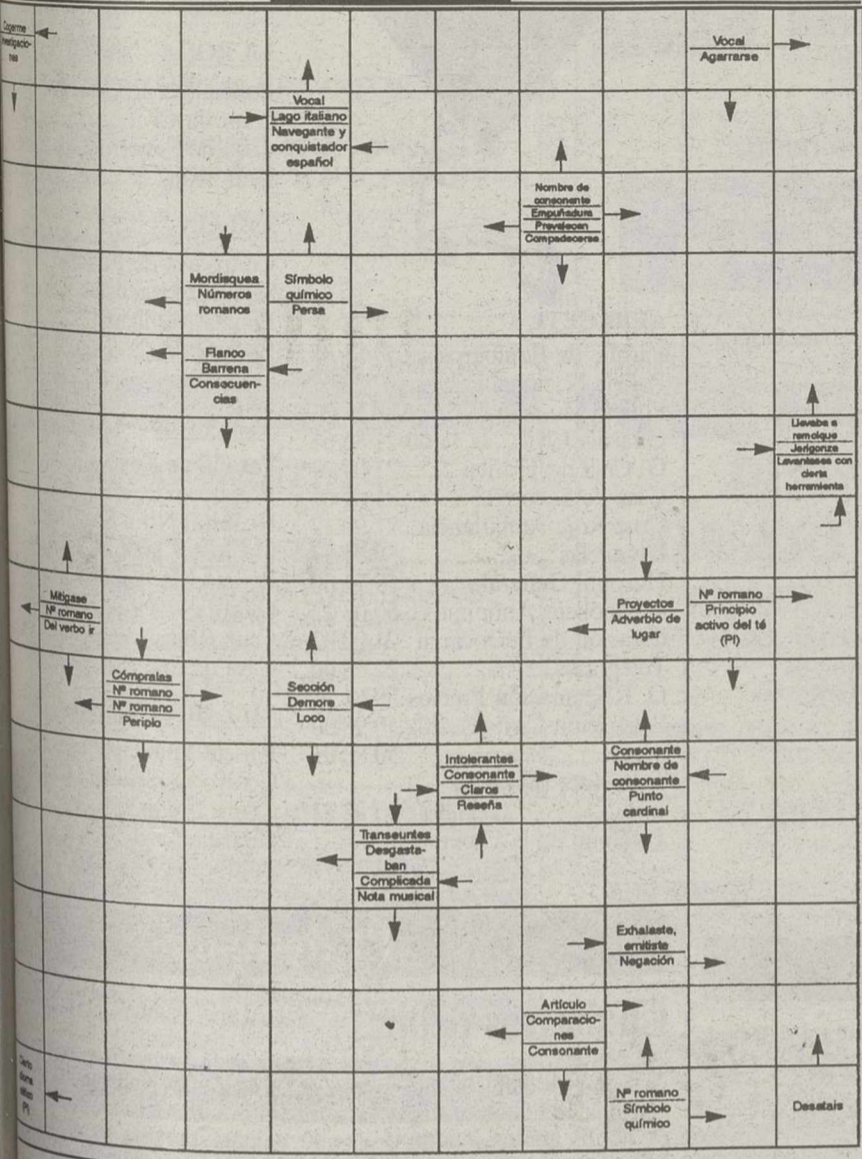 Cogerme
Vocal
Agarrarse
Vocal
Lago italiano
Navegante y
conquistador
español
Nombre de
consonente
Empuñadura
Prevalecan
Compadecerse
Mordisquea
Números
romanos
Símbolo
químico
Persa
Flanco
Barrena
Consecuen-
cias
Llevaba a
remolque
Jerigonze
Levantases con
cierta
herramienta
Mitigase
Nº romano
Del verbo ir
Proyectos
Adverbio de
lugar
Nº romano
Principio
activo del té
(Pl)
Cómpralas
Nº romano
Nº romano
Periplo
Sección
Demore
Loco
Intolerantes
Consonante
Claros
Reseña
Consonante
Nombre de
consonante
Punto
cardinal
Transeuntes
Desgasta-
ban
Complicada
Nota musical
Exhalaste,
emitiste
Negación
Artículo
Comparacio-
nes
Consonante
Nº romano
Símbolo
químico
Desatais